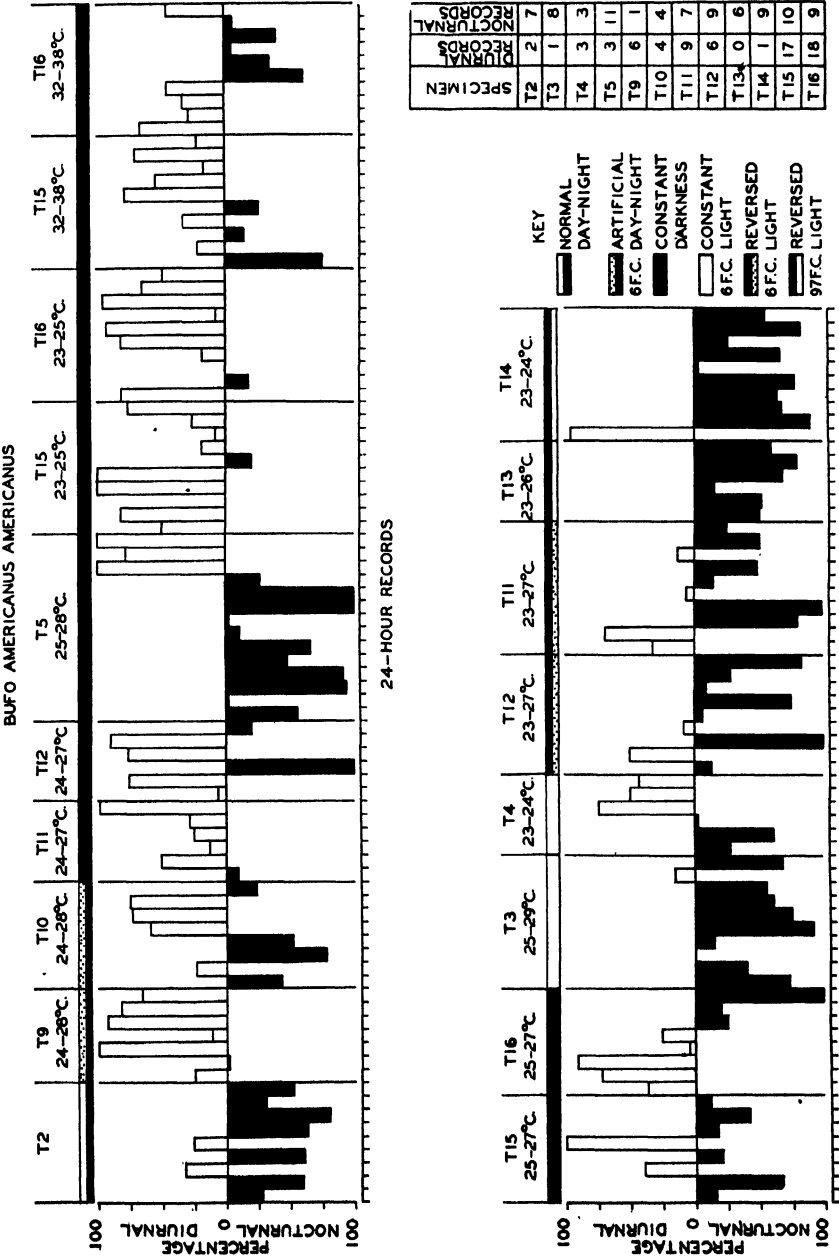 BUFO AMERICANUS AMERICANUS
T2
T9
24-28°C.
T10
24-28°C.
T11
24-27°C.
T12
24-27°C
T5
25-28°C.
T15
23-25°C.
T16
23-25°C.
T15
32-38°C.
T16
32-38°C.
100
0
100
PERCENTAGE
NOCTURNAL DIURNAL
24-HOUR RECORDS
T15
25-27°C.
T16
25-27°C.
T3
25-29°C.
T4
23-24°C.
T12
23-27°C.
T11
23-27°C.
T13
23-26°C.
T14
23-24°C.
100
0
100
PERCENTAGE
NOCTURNAL DIURNAL
KEY
NORMAL
DAY-NIGHT
ARTIFICIAL
6 F.C. DAY-NIGHT
CONSTANT
DARKNESS
CONSTANT
6 F.C. LIGHT
REVERSED
6 F.C. LIGHT
REVERSED
97 F.C. LIGHT
SPECIMEN DIURNAL RECORDS NOCTURNAL RECORDS
T2 2 7
T3 1 8
T4 3 3
T5 3 11
T9 6 1
T10 4 4
T11 9 7
T12 6 9
T13 0 6
T14 1 9
T15 17 10
T16 18 9